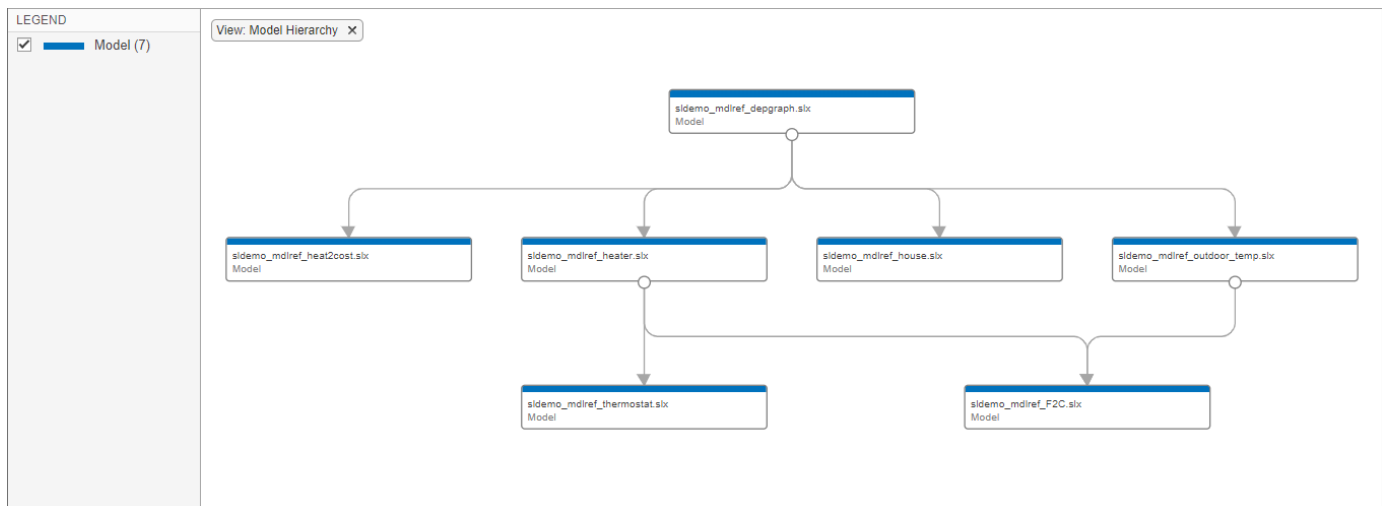 LEGEND
Model (7)
View: Model Hierarchy ×
sldemo_mdlref_depgraph.slx
Model
sldemo_mdlref_heat2cost.slx
Model
sldemo_mdlref_heater.slx
Model
sldemo_mdlref_house.slx
Model
sldemo_mdlref_outdoor_temp.slx
Model
sldemo_mdlref_thermostat.slx
Model
sldemo_mdlref_F2C.slx
Model